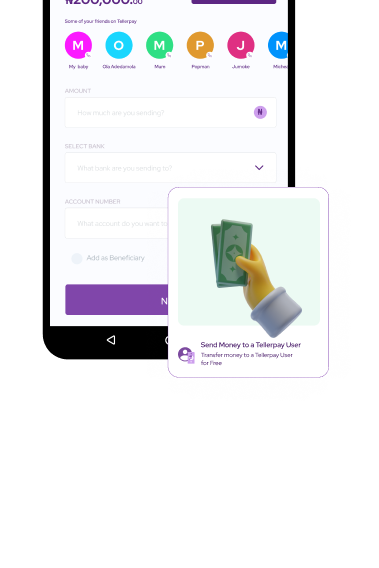 ₦200,000.00
Some of your friends on Tellerpay
M O M P J M
My baby Ola Adedamola Mum Popman Jumoke
AMOUNT
How much are you sending?
N
SELECT BANK
What bank are you sending to?
ACCOUNT NUMBER
What account do you want t
Add as Beneficiary
N
Send Money to a Tellerpay User
Transfer money to a Tellerpay User
for Free